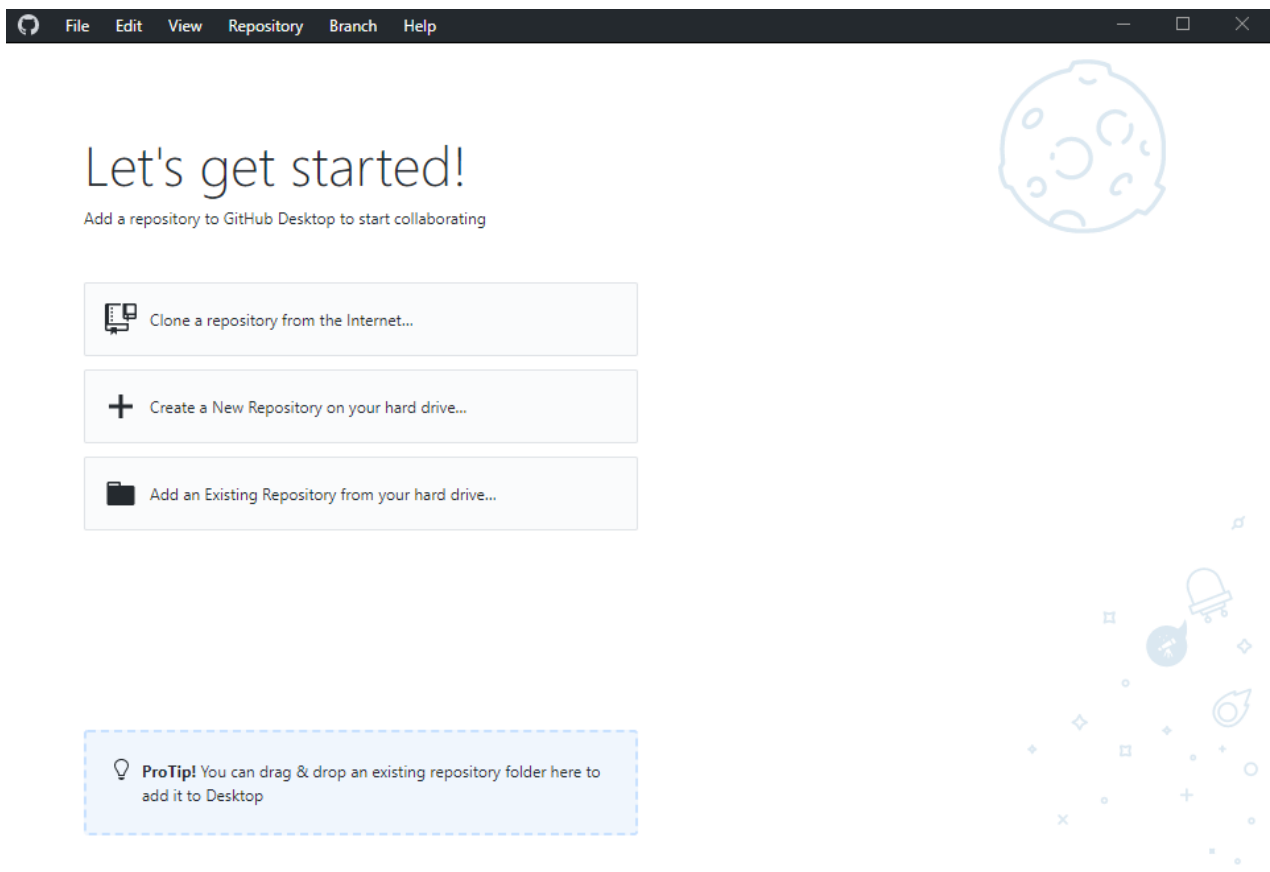 File Edit View Repository Branch Help
Let's get started!
Add a repository to GitHub Desktop to start collaborating
Clone a repository from the Internet...
Create a New Repository on your hard drive...
Add an Existing Repository from your hard drive...
ProTip! You can drag & drop an existing repository folder here to
add it to Desktop